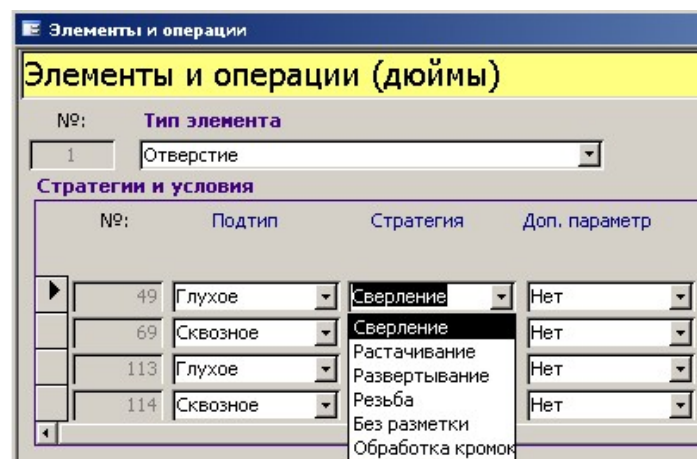 Элементы и операции
Элементы и операции (дюймы)
№: Тип элемента
1 Отверстие
Стратегии и условия
№: Подтип Стратегия Доп. параметр
49 Глухое Сверление Нет
69 Сквозное Сверление Нет
Растачивание
113 Глухое Развертывание Нет
114 Сквозное Резьба Нет
Без разметки
Обработка кромок